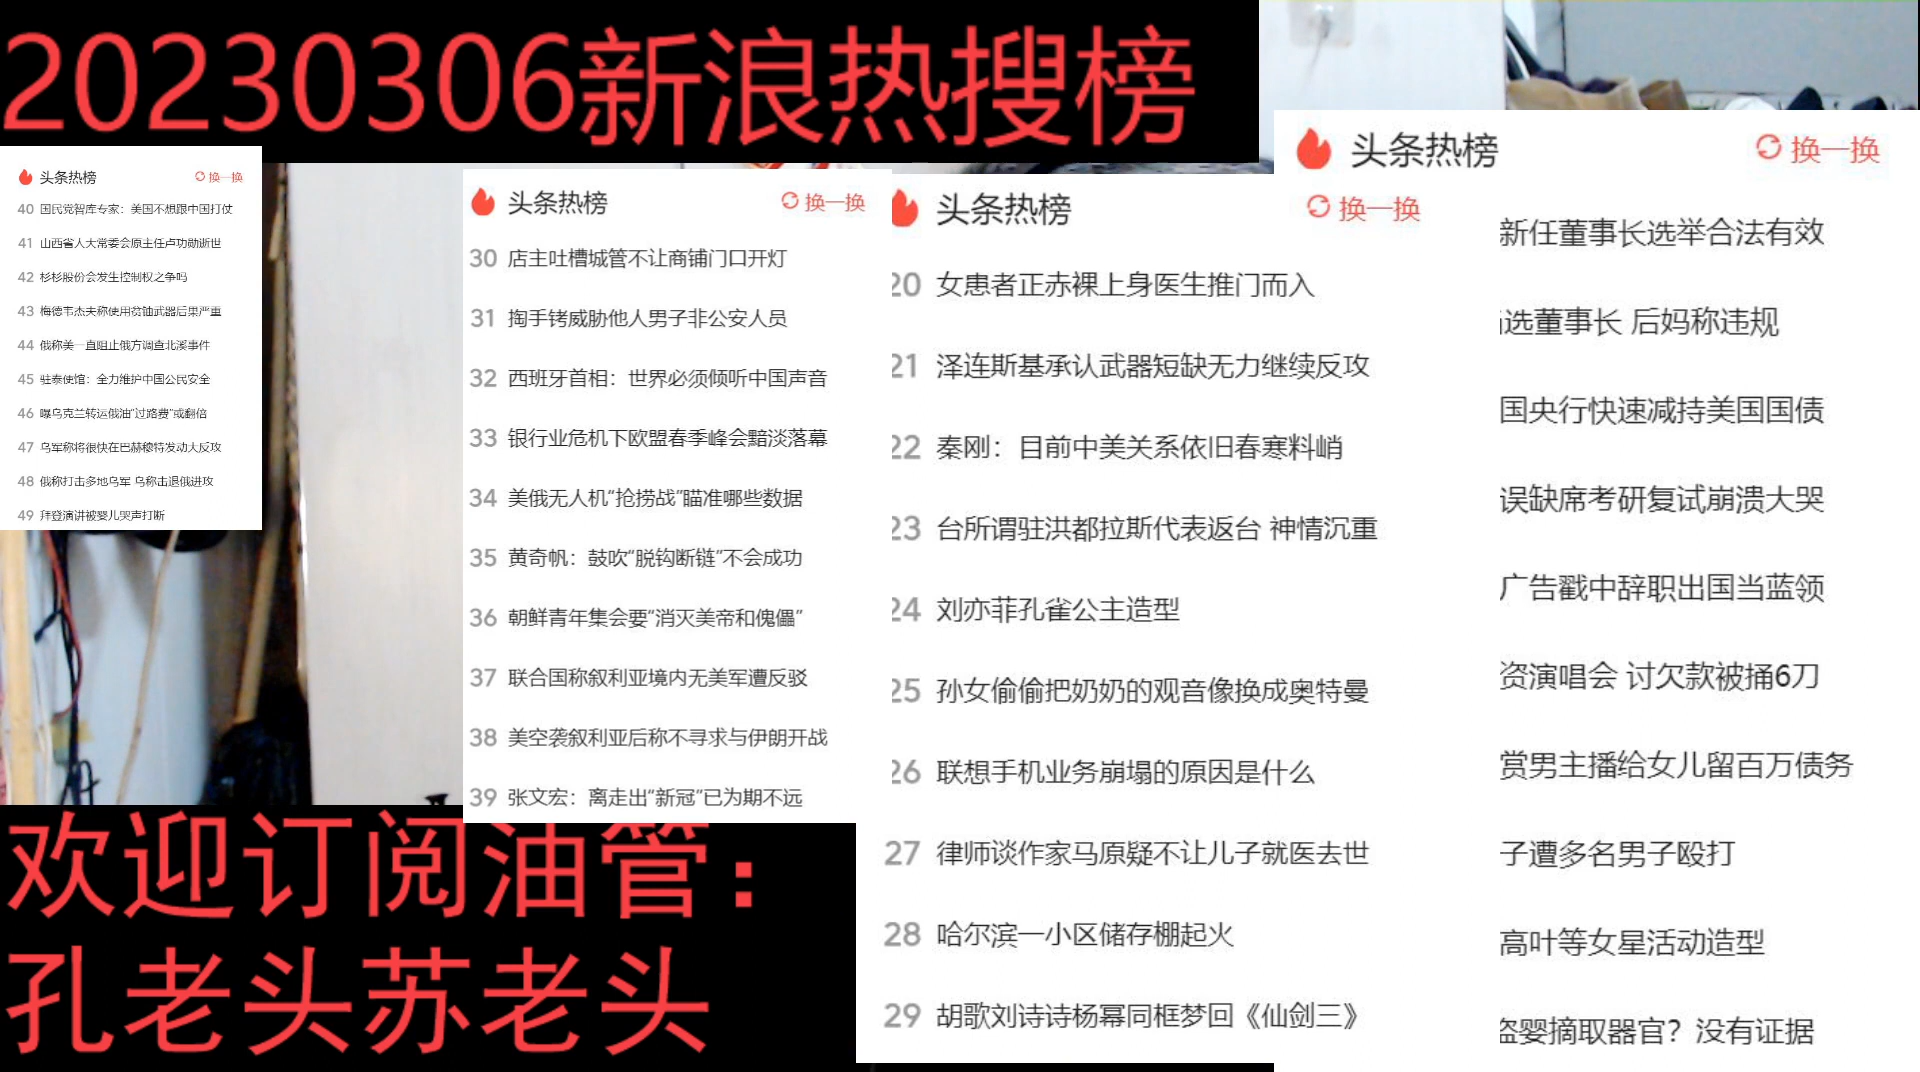 20230306新浪热搜榜
头条热榜
换一换
40 国民党智库专家：美国不想跟中国打仗
41 山西省人大常委会原主任卢功勋逝世
42 杉杉股份会发生控制权之争吗
43 梅德韦杰夫称使用贫铀武器后果严重
44 俄称美一直阻止俄方调查北溪事件
45 驻泰使馆：全力维护中国公民安全
46 曝乌克兰转运俄油“过路费”或翻倍
47 乌军称将很快在巴赫穆特发动大反攻
48 俄称打击多地乌军 乌称击退俄进攻
49 拜登演讲被婴儿哭声打断
头条热榜
换一换
30 店主吐槽城管不让商铺门口开灯
31 掏手铐威胁他人男子非公安人员
32 西班牙首相：世界必须倾听中国声音
33 银行业危机下欧盟春季峰会黯淡落幕
34 美俄无人机“抢捞战”瞄准哪些数据
35 黄奇帆：鼓吹“脱钩断链”不会成功
36 朝鲜青年集会要“消灭美帝和傀儡”
37 联合国称叙利亚境内无美军遭反驳
38 美空袭叙利亚后称不寻求与伊朗开战
39 张文宏：离走出“新冠”已为期不远
头条热榜
换一换
20 女患者正赤裸上身医生推门而入
21 泽连斯基承认武器短缺无力继续反攻
22 秦刚：目前中美关系依旧春寒料峭
23 台所谓驻洪都拉斯代表返台 神情沉重
24 刘亦菲孔雀公主造型
25 孙女偷偷把奶奶的观音像换成奥特曼
26 联想手机业务崩塌的原因是什么
27 律师谈作家马原疑不让儿子就医去世
28 哈尔滨一小区储存棚起火
29 胡歌刘诗诗杨幂同框梦回《仙剑三》
头条热榜
换一换
新任董事长选举合法有效
选董事长 后妈称违规
国央行快速减持美国国债
误缺席考研复试崩溃大哭
广告戳中辞职出国当蓝领
资演唱会 讨欠款被捅6刀
赏男主播给女儿留百万债务
子遭多名男子殴打
高叶等女星活动造型
盗婴摘取器官？没有证据
欢迎订阅油管：
孔老头苏老头